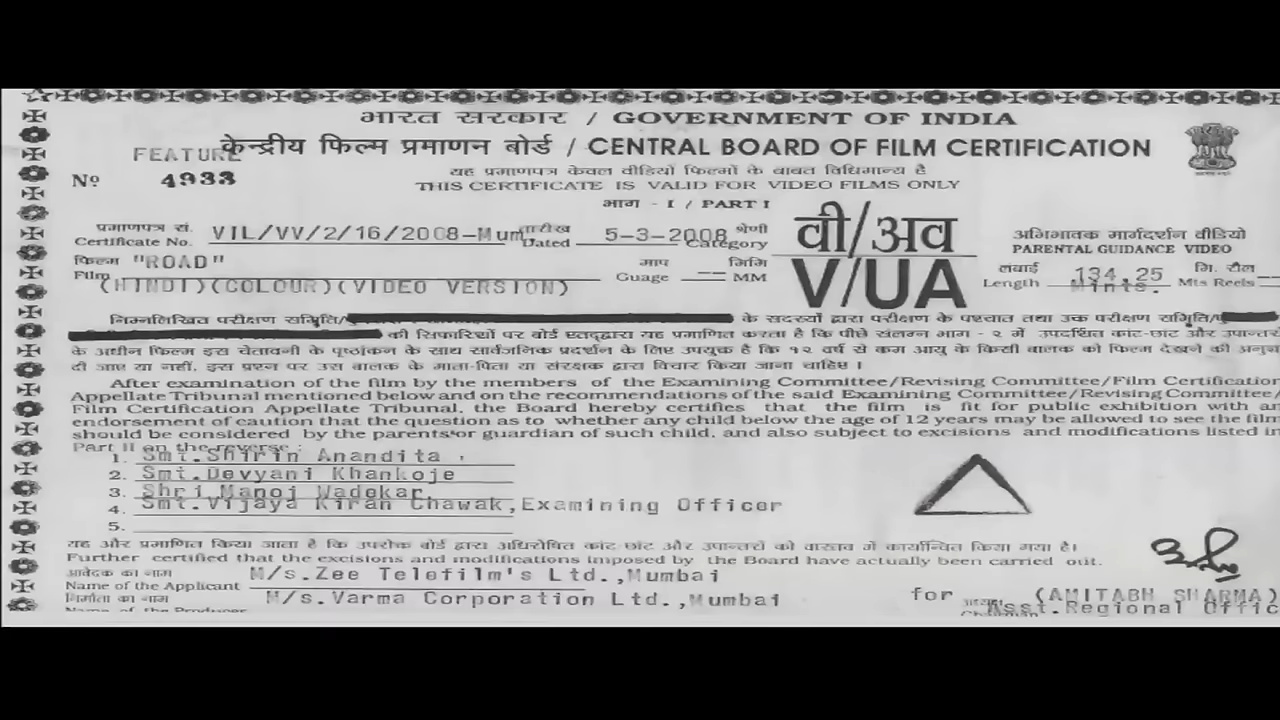 भारत सरकार / GOVERNMENT OF INDIA
केन्द्रीय फिल्म प्रमाणन बोर्ड / CENTRAL BOARD OF FILM CERTIFICATION
FEATURE
Nº 4933
यह प्रमाणपत्र केवल वीडियो फिल्मों के बाबत विधिमान्य है
THIS CERTIFICATE IS VALID FOR VIDEO FILMS ONLY
भाग - I / PART I
प्रमाणपत्र सं. Certificate No. VIL/VV/2/16/2008-Mum तारीख Dated 5-3-2008 श्रेणी Category वी/अव V/UA
अभिभावक मार्गदर्शन वीडियो
PARENTAL GUIDANCE VIDEO
फिल्म Film "ROAD" माप Guage -- मिमि MM लंबाई Length 134.25 Mints. मि. रौल Mts Reels
(HINDI)(COLOUR)(VIDEO VERSION)
निम्नलिखित परीक्षण समिति/ के सदस्यों द्वारा परीक्षण के पश्चात तथा उक्त परीक्षण समिति/
की सिफारिशों पर बोर्ड एतद्द्वारा यह प्रमाणित करता है कि पीछे संलग्न भाग - २ में उपदर्शित कांट-छांट और उपान्तरों
के अधीन फिल्म इस चेतावनी के पृष्ठांकन के साथ सार्वजनिक प्रदर्शन के लिए उपयुक्त है कि १२ वर्ष से कम आयु के किसी बालक को फिल्म देखने की
दी जाए या नहीं, इस प्रश्न पर उस बालक के माता-पिता या संरक्षक द्वारा विचार किया जाना चाहिए।
After examination of the film by the members of the Examining Committee/Revising Committee/Film Certification
Appellate Tribunal mentioned below and on the recommendations of the said Examining Committee/Revising Committee/
Film Certification Appellate Tribunal, the Board hereby certifies that the film is fit for public exhibition with an
endorsement of caution that the question as to whether any child below the age of 12 years may be allowed to see the film
should be considered by the parents or guardian of such child, and also subject to excisions and modifications listed in
Part II on the reverse :
1. Smt.Shirin Anandita
2. Smt.Devyani Khankoje
3. Shri Manoj Wadekar,
4. Smt.Vijaya Kiran Chawak,Examining Officer
5.
यह और प्रमाणित किया जाता है कि उपरोक्त बोर्ड द्वारा अधिरोपित कांट-छांट और उपान्तरों को वास्तव में कार्यान्वित किया गया है।
Further certified that the excisions and modifications imposed by the Board have actually been carried out.
आवेदक का नाम
Name of the Applicant M/s.Zee Telefilm's Ltd.,Mumbai
निर्माता का नाम M/s.Varma Corporation Ltd.,Mumbai
Name of the Producer
for (AMITABH SHARMA)
अध्यक्ष Chairman Asst.Regional Offic